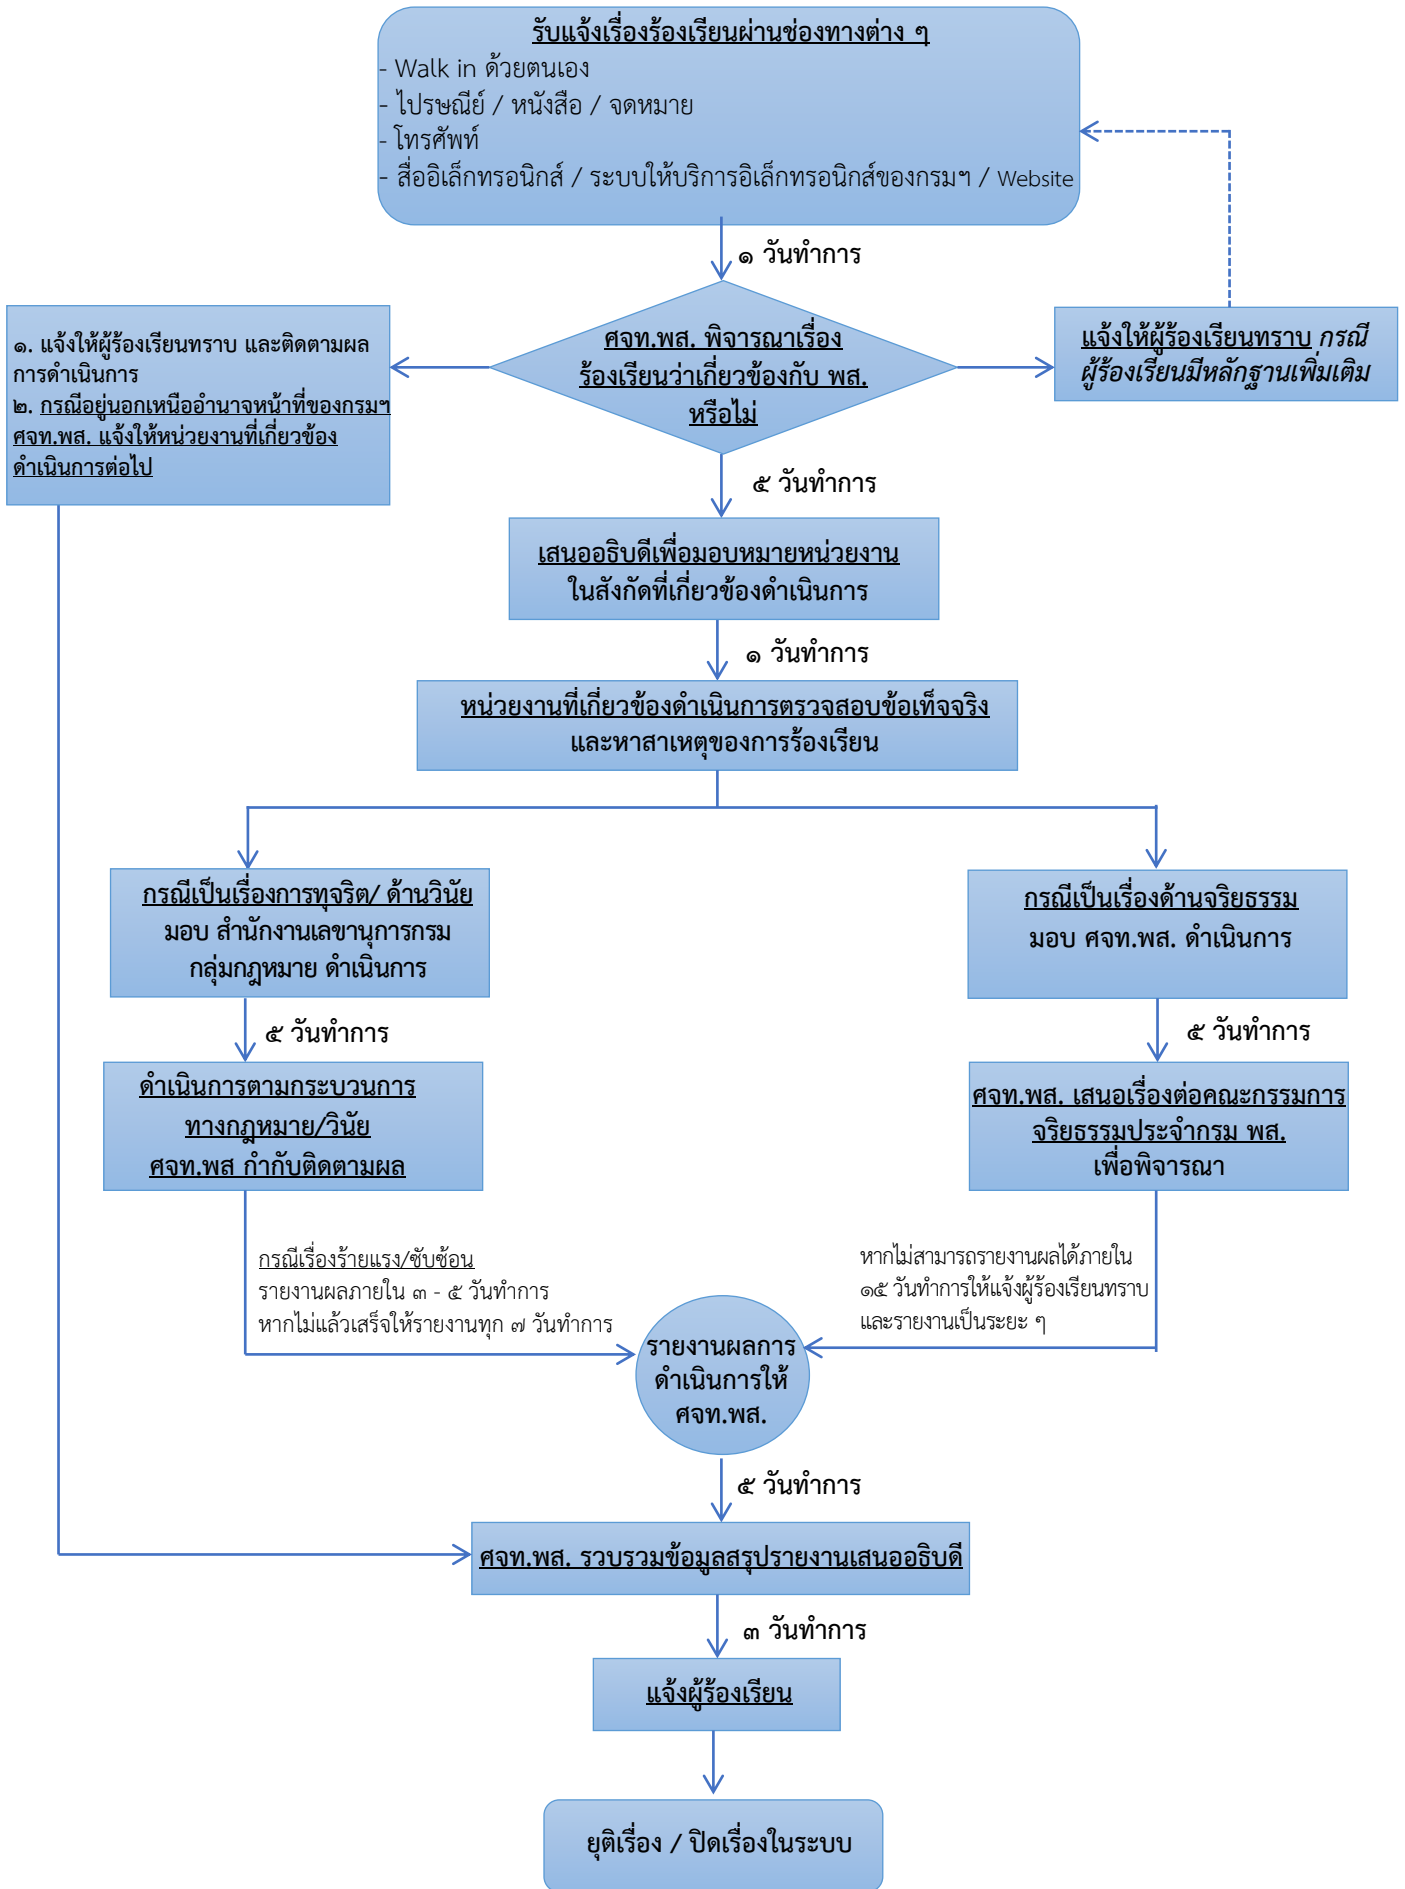 รับแจ้งเรื่องร้องเรียนผ่านช่องทางต่าง ๆ
- Walk in ด้วยตนเอง
- ไปรษณีย์ / หนังสือ / จดหมาย
- โทรศัพท์
- สื่ออิเล็กทรอนิกส์ / ระบบให้บริการอิเล็กทรอนิกส์ของกรมฯ / Website
๑ วันทำการ
ศจท.พส. พิจารณาเรื่อง
ร้องเรียนว่าเกี่ยวข้องกับ พส.
หรือไม่
๑. แจ้งให้ผู้ร้องเรียนทราบ และติดตามผล
การดำเนินการ
๒. กรณีอยู่นอกเหนืออำนาจหน้าที่ของกรมฯ
ศจท.พส. แจ้งให้หน่วยงานที่เกี่ยวข้อง
ดำเนินการต่อไป
แจ้งให้ผู้ร้องเรียนทราบ กรณี
ผู้ร้องเรียนมีหลักฐานเพิ่มเติม
๕ วันทำการ
เสนออธิบดีเพื่อมอบหมายหน่วยงาน
ในสังกัดที่เกี่ยวข้องดำเนินการ
๑ วันทำการ
หน่วยงานที่เกี่ยวข้องดำเนินการตรวจสอบข้อเท็จจริง
และหาสาเหตุของการร้องเรียน
กรณีเป็นเรื่องการทุจริต/ ด้านวินัย
มอบ สำนักงานเลขานุการกรม
กลุ่มกฎหมาย ดำเนินการ
กรณีเป็นเรื่องด้านจริยธรรม
มอบ ศจท.พส. ดำเนินการ
๕ วันทำการ
๕ วันทำการ
ดำเนินการตามกระบวนการ
ทางกฎหมาย/วินัย
ศจท.พส กำกับติดตามผล
ศจท.พส. เสนอเรื่องต่อคณะกรรมการ
จริยธรรมประจำกรม พส.
เพื่อพิจารณา
กรณีเรื่องร้ายแรง/ซับซ้อน
รายงานผลภายใน ๓ - ๕ วันทำการ
หากไม่แล้วเสร็จให้รายงานทุก ๗ วันทำการ
หากไม่สามารถรายงานผลได้ภายใน
๑๕ วันทำการให้แจ้งผู้ร้องเรียนทราบ
และรายงานเป็นระยะ ๆ
รายงานผลการ
ดำเนินการให้
ศจท.พส.
๕ วันทำการ
ศจท.พส. รวบรวมข้อมูลสรุปรายงานเสนออธิบดี
๓ วันทำการ
แจ้งผู้ร้องเรียน
ยุติเรื่อง / ปิดเรื่องในระบบ